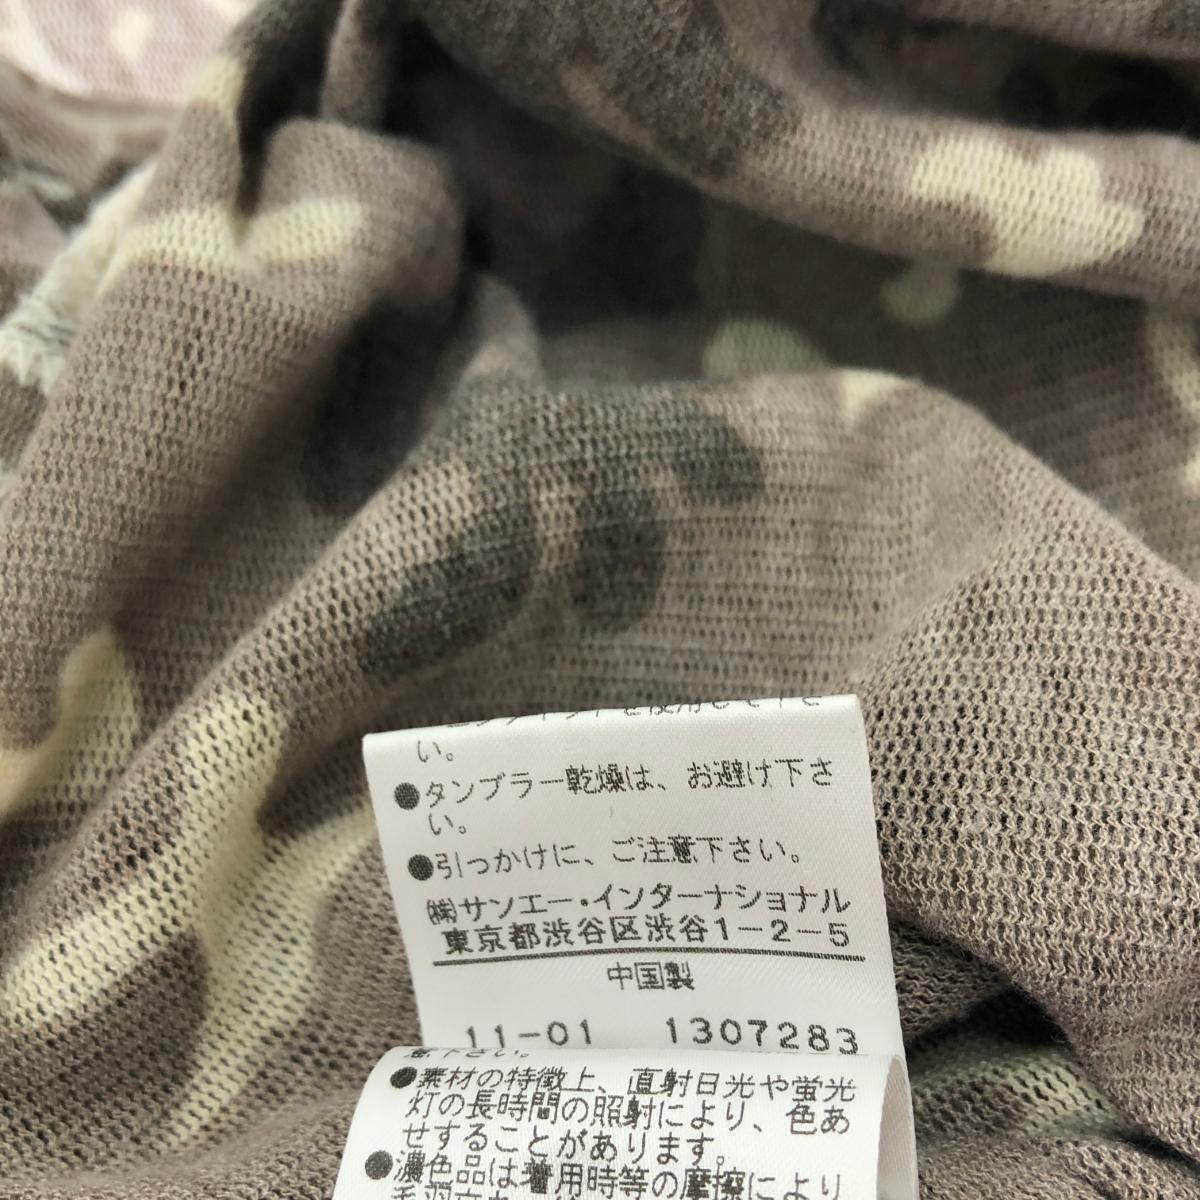 い。
●タンブラー乾燥は、お避け下さ
い。
●引っかけに、ご注意下さい。
㈱サンエー・インターナショナル
東京都渋谷区渋谷1-2-5
中国製
11-01 1307283
意下さい。
●素材の特徴上、直射日光や蛍光
灯の長時間の照射により、色あ
せすることがあります。
●濃色品は着用時等の摩擦により